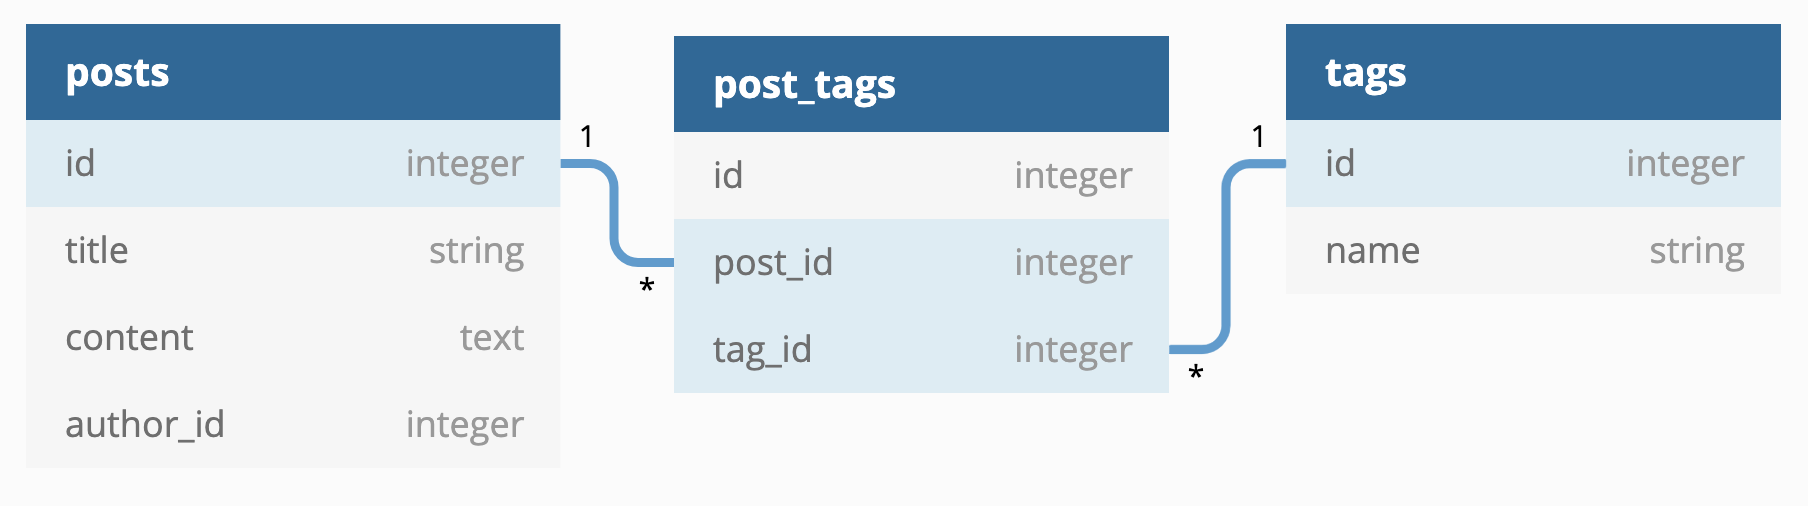 posts
id integer
title string
content text
author_id integer
1
*
post_tags
id integer
post_id integer
tag_id integer
1
*
tags
id integer
name string